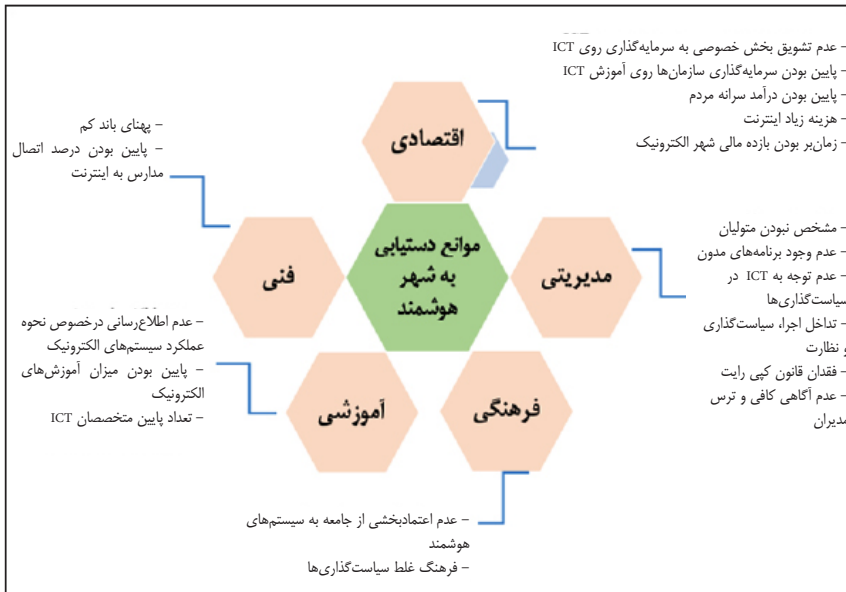 – عدم تشویق بخش خصوصی به سرمایه‌گذاری روی ICT
– پایین بودن سرمایه‌گذاری سازمان‌ها روی آموزش ICT
– پایین بودن درآمد سرانه مردم
– هزینه زیاد اینترنت
– زمان‌بر بودن بازده مالی شهر الکترونیک
اقتصادی
– پهنای باند کم
– پایین بودن درصد اتصال
مدارس به اینترنت
موانع دستیابی
به شهر
هوشمند
مدیریتی
فنی
– مشخص نبودن متولیان
– عدم وجود برنامه‌های مدون
– عدم توجه به ICT در
سیاست‌گذاری‌ها
– تداخل اجرا، سیاست‌گذاری
و نظارت
– فقدان قانون کپی رایت
– عدم آگاهی کافی و ترس
مدیران
– عدم اطلاع‌رسانی درخصوص نحوه
عملکرد سیستم‌های الکترونیک
– پایین بودن میزان آموزش‌های
الکترونیک
– تعداد پایین متخصصان ICT
فرهنگی
آموزشی
– عدم اعتمادبخشی از جامعه به سیستم‌های
هوشمند
– فرهنگ غلط سیاست‌گذاری‌ها